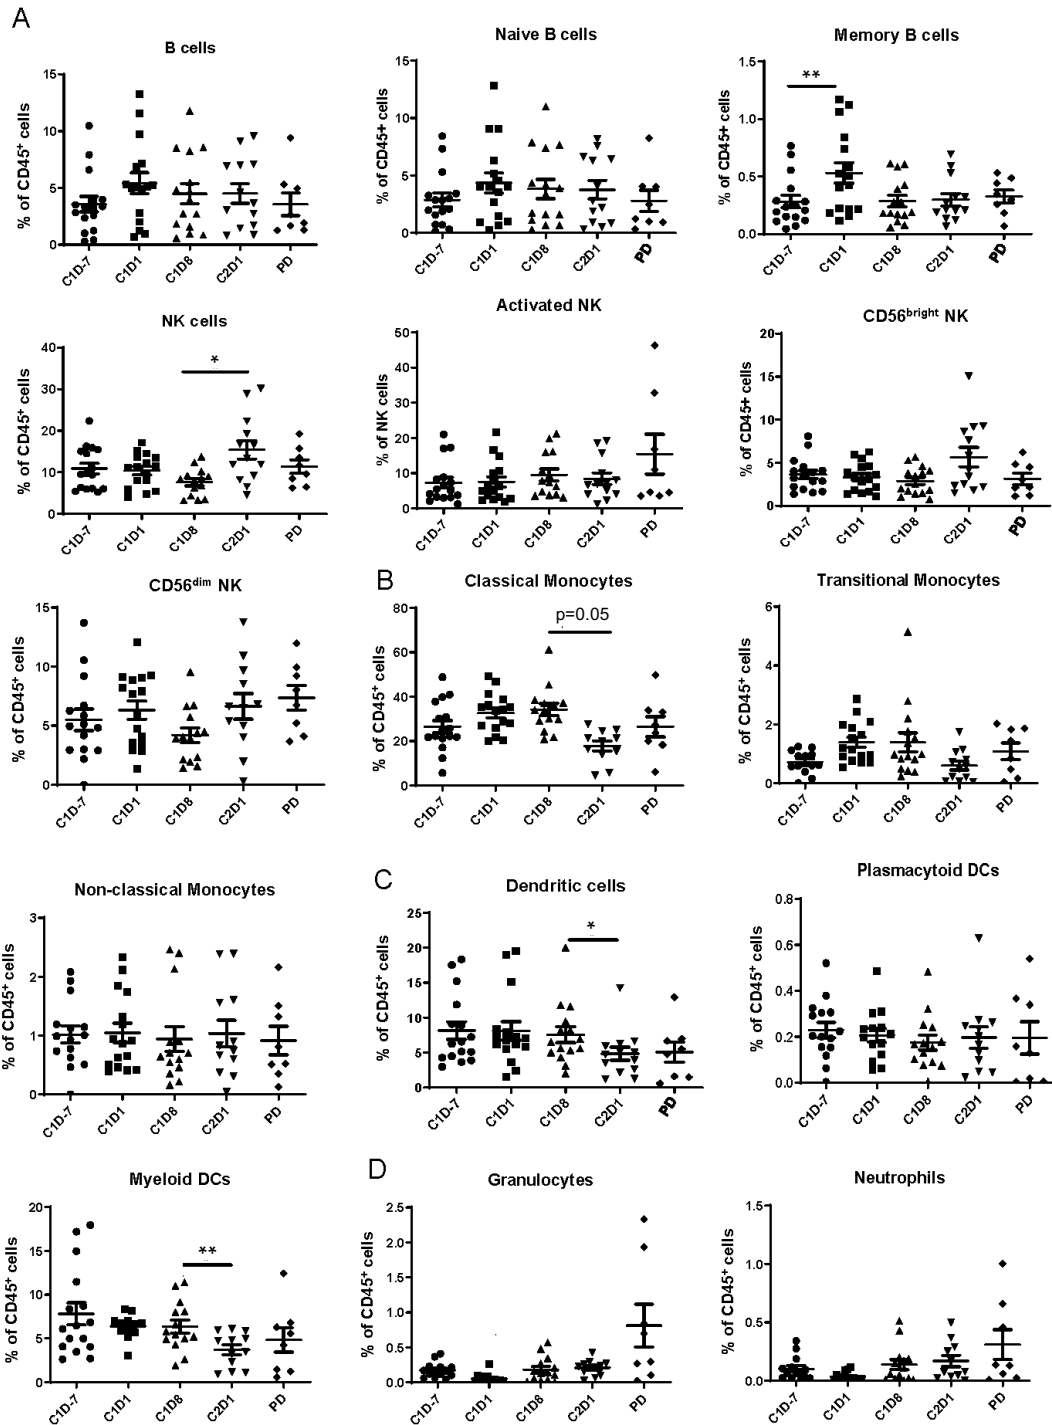 A
B cells
% of CD45⁺ cells
15
10
5
0
C1D-7
C1D1
C1D8
C2D1
PD
Naive B cells
% of CD45+ cells
15
10
5
0
C1D-7
C1D1
C1D8
C2D1
PD
Memory B cells
% of CD45+ cells
1.5
1.0
0.5
0.0
**
C1D-7
C1D1
C1D8
C2D1
PD
NK cells
% of CD45⁺ cells
40
30
20
10
0
*
C1D-7
C1D1
C1D8
C2D1
PD
Activated NK
% of NK cells
50
40
30
20
10
0
C1D-7
C1D1
C1D8
C2D1
PD
CD56ᵇʳⁱᵍʰᵗ NK
% of CD45+ cells
20
15
10
5
0
C1D-7
C1D1
C1D8
C2D1
PD
CD56ᵈⁱᵐ NK
% of CD45⁺ cells
15
10
5
0
C1D-7
C1D1
C1D8
C2D1
PD
B
Classical Monocytes
% of CD45⁺ cells
80
60
40
20
0
p=0.05
C1D-7
C1D1
C1D8
C2D1
PD
Transitional Monocytes
% of CD45⁺ cells
6
4
2
0
C1D-7
C1D1
C1D8
C2D1
PD
Non-classical Monocytes
% of CD45⁺ cells
3
2
1
0
C1D-7
C1D1
C1D8
C2D1
PD
C
Dendritic cells
% of CD45⁺ cells
25
20
15
10
5
0
*
C1D-7
C1D1
C1D8
C2D1
PD
Plasmacytoid DCs
% of CD45⁺ cells
0.8
0.6
0.4
0.2
0.0
C1D-7
C1D1
C1D8
C2D1
PD
Myeloid DCs
% of CD45⁺ cells
20
15
10
5
0
**
C1D-7
C1D1
C1D8
C2D1
PD
D
Granulocytes
% of CD45⁺ cells
2.5
2.0
1.5
1.0
0.5
0.0
C1D-7
C1D1
C1D8
C2D1
PD
Neutrophils
% of CD45⁺ cells
1.5
1.0
0.5
0.0
C1D-7
C1D1
C1D8
C2D1
PD